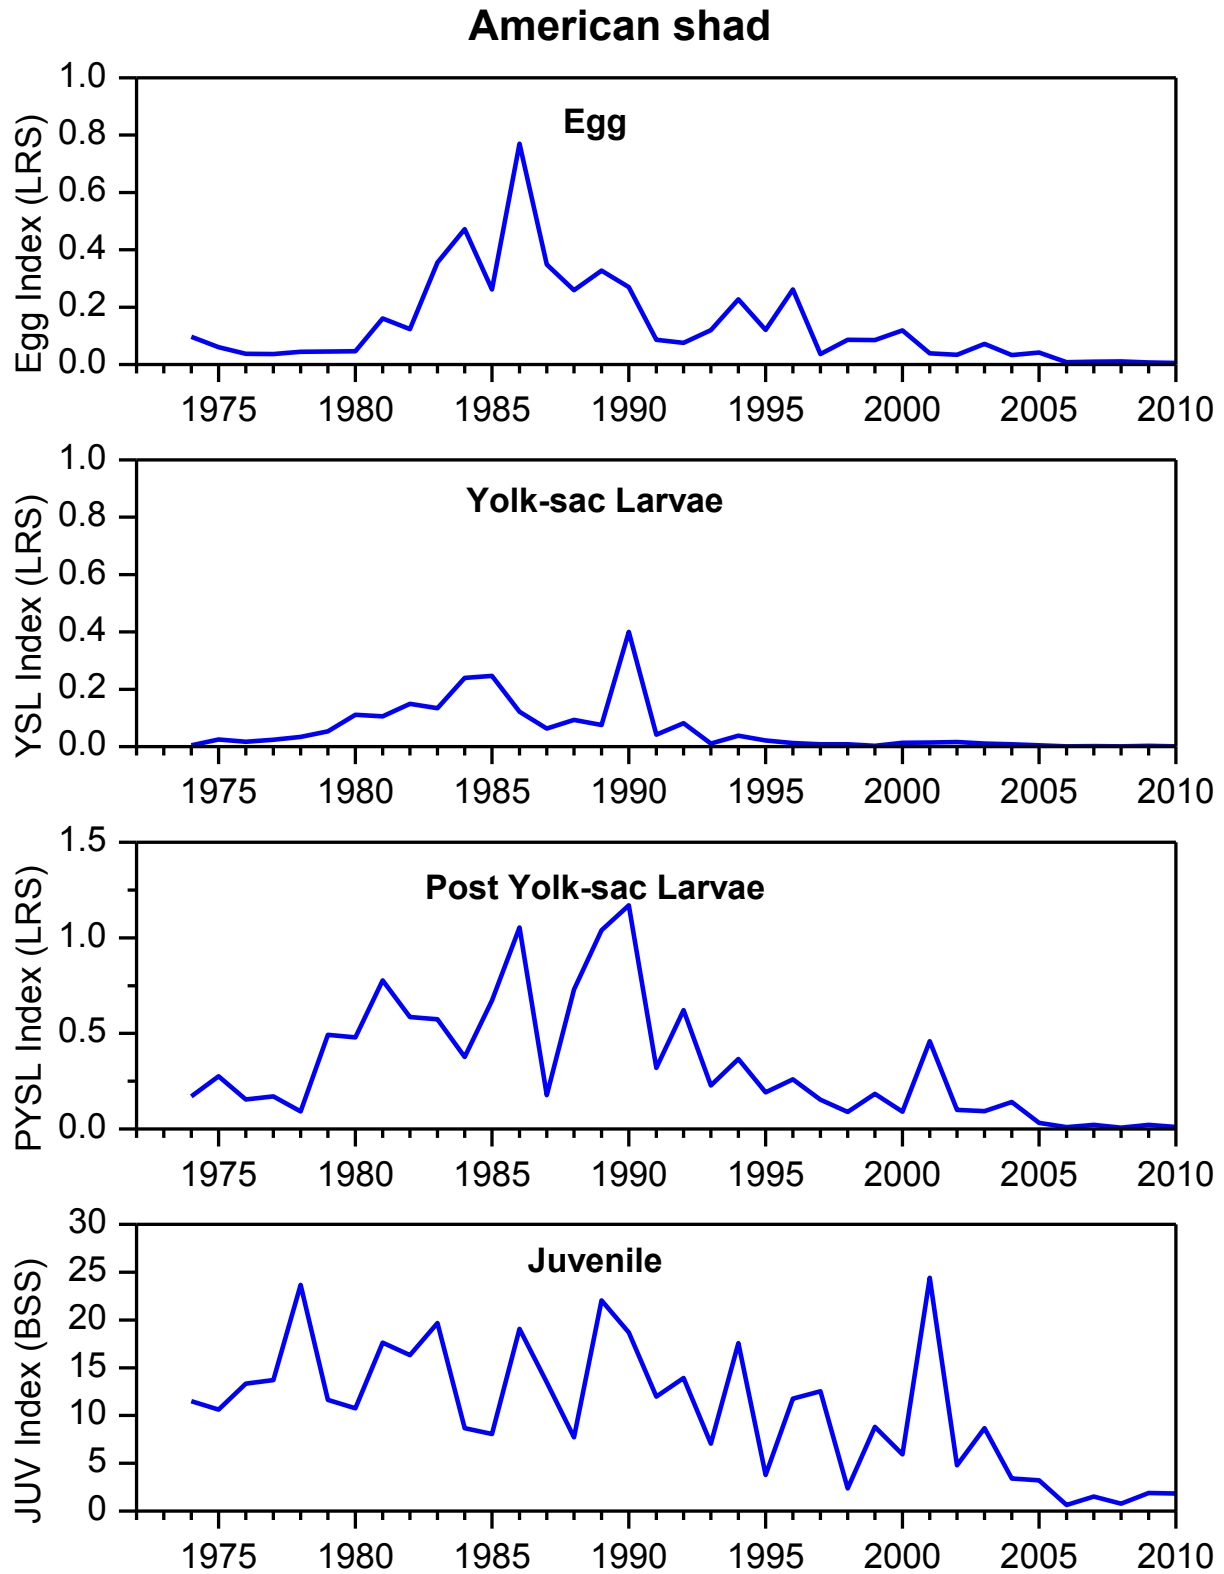 American shad
Egg
Egg Index (LRS)
1.0
0.8
0.6
0.4
0.2
0.0
1975 1980 1985 1990 1995 2000 2005 2010
Yolk-sac Larvae
YSL Index (LRS)
1.0
0.8
0.6
0.4
0.2
0.0
1975 1980 1985 1990 1995 2000 2005 2010
Post Yolk-sac Larvae
PYSL Index (LRS)
1.5
1.0
0.5
0.0
1975 1980 1985 1990 1995 2000 2005 2010
Juvenile
JUV Index (BSS)
30
25
20
15
10
5
0
1975 1980 1985 1990 1995 2000 2005 2010